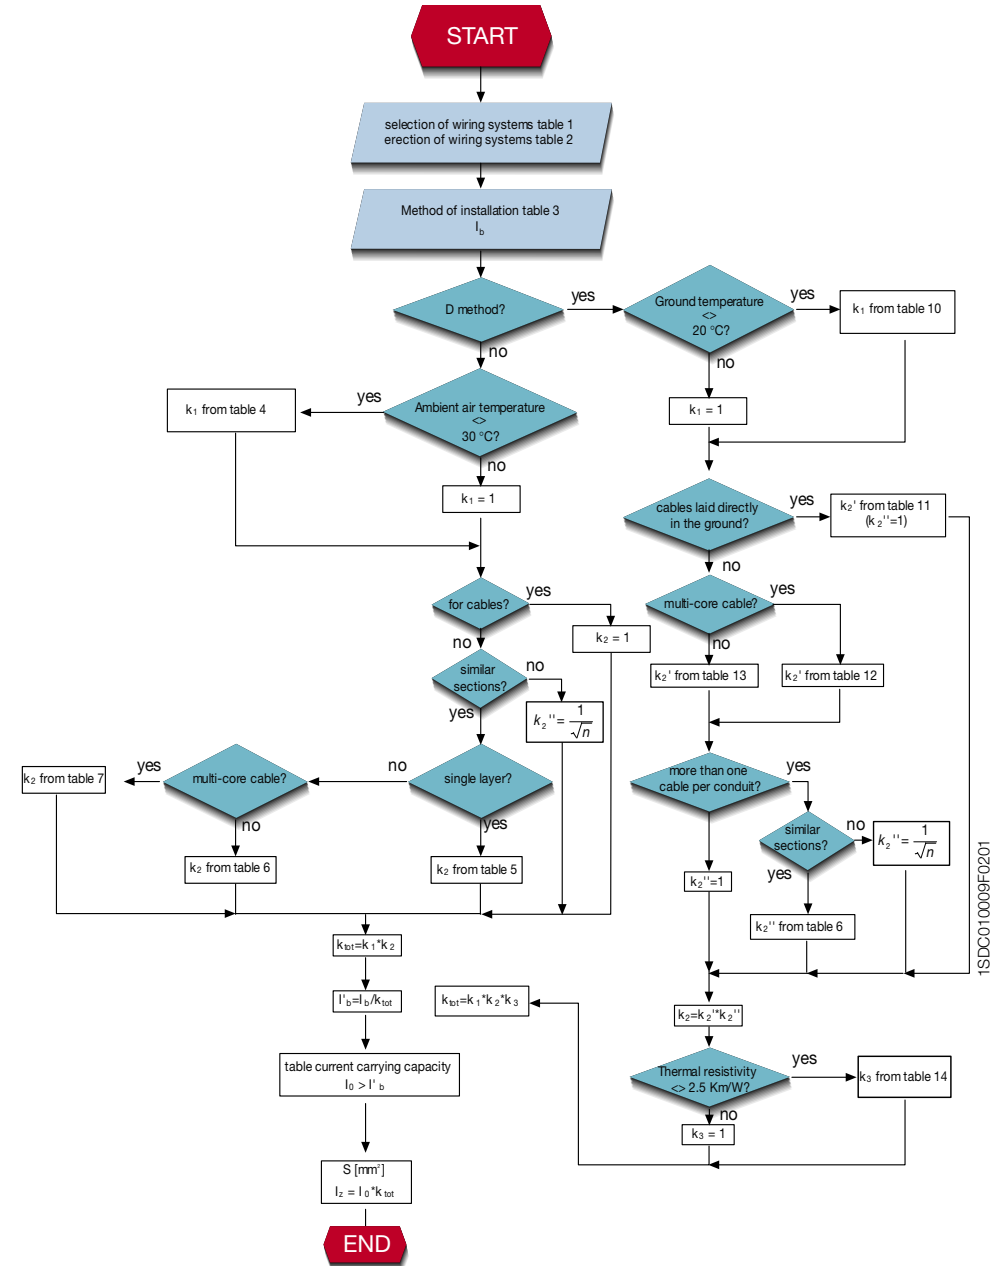 START
selection of wiring systems table 1
erection of wiring systems table 2
Method of installation table 3
Ib
D method?
yes
no
Ground temperature
<>
20 °C?
yes
no
k1 from table 10
k1 = 1
Ambient air temperature
<>
30 °C?
yes
no
k1 from table 4
k1 = 1
cables laid directly
in the ground?
yes
no
k2' from table 11
(k2''=1)
for cables?
yes
no
k2 = 1
multi-core cable?
yes
no
k2' from table 13
k2' from table 12
similar
sections?
no
yes
k2''= 1/√n
single layer?
no
yes
multi-core cable?
yes
no
k2 from table 7
k2 from table 6
k2 from table 5
more than one
cable per conduit?
yes
similar
sections?
no
yes
k2''= 1/√n
k2''=1
k2'' from table 6
ktot=k1*k2
I'b=Ib/ktot
ktot=k1*k2*k3
k2=k2'*k2''
table current carrying capacity
I0 > I'b
Thermal resistivity
<> 2.5 Km/W?
yes
no
k3 from table 14
k3 = 1
S [mm²]
Iz = I0*ktot
END
1SDC010009F0201